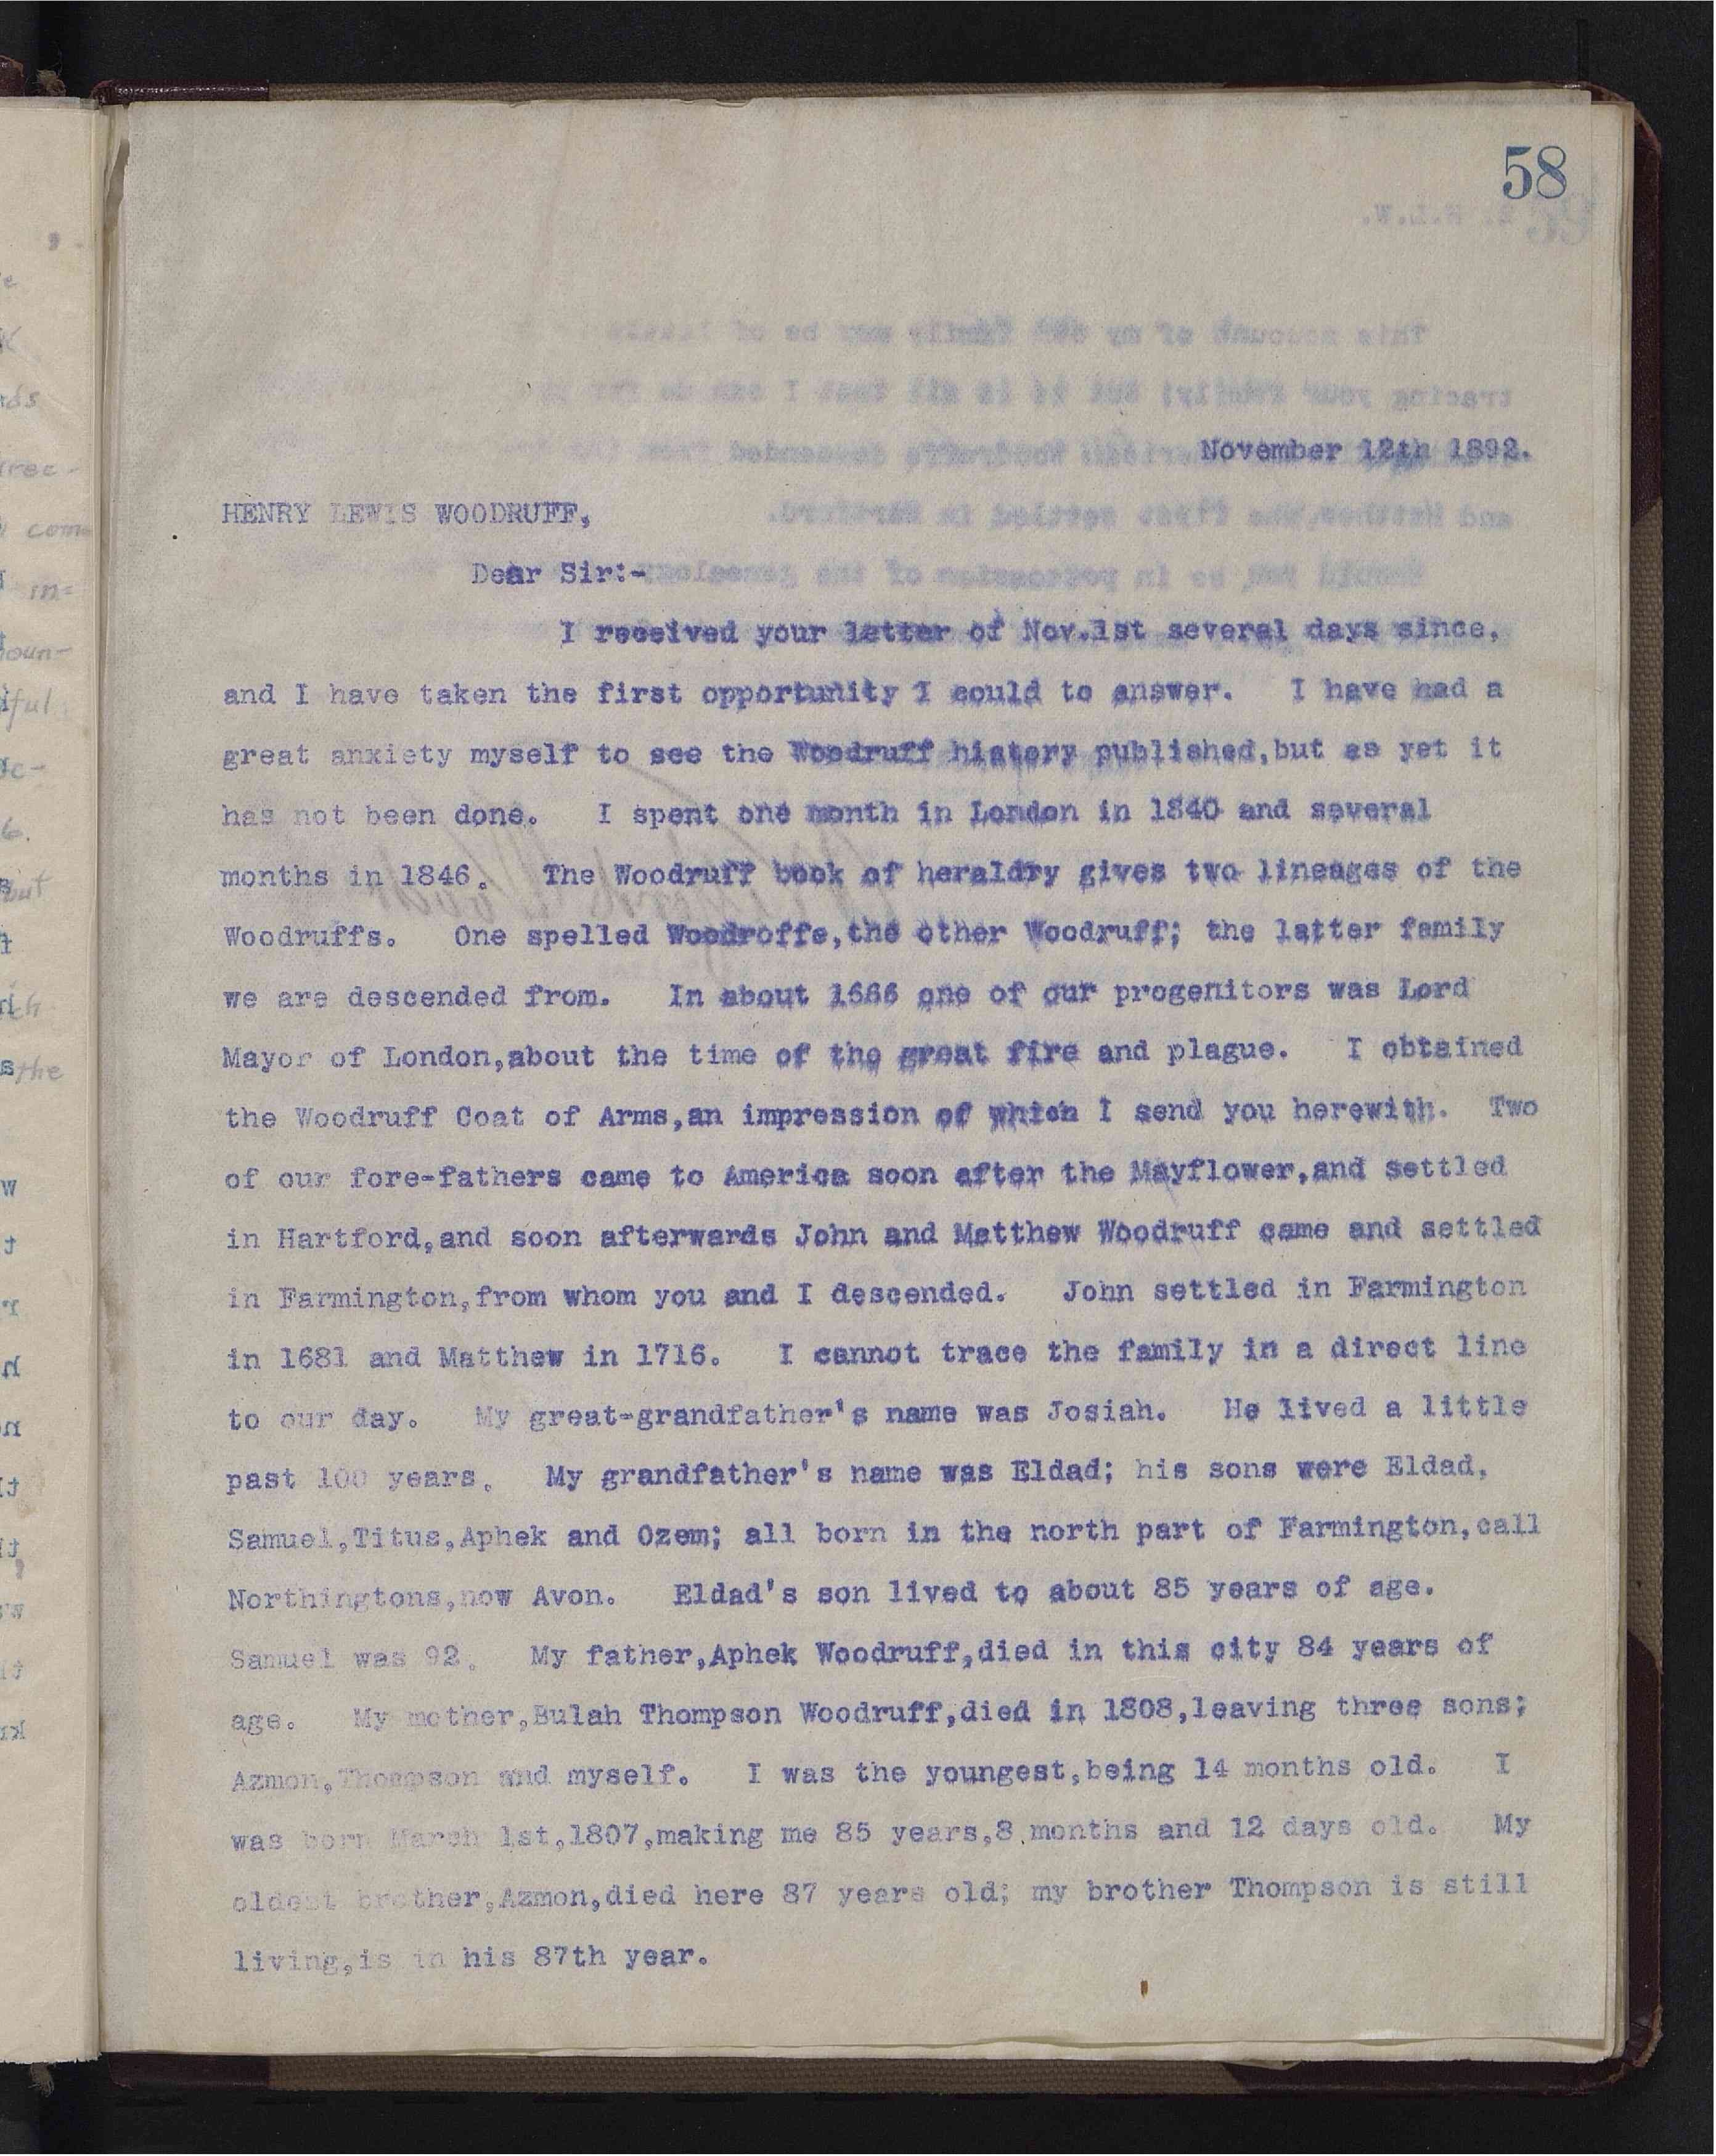 58
November 12th 1892.
HENRY LEWIS WOODRUFF,
Dear Sir:-
I received your letter of Nov.1st several days since,
and I have taken the first opportunity I could to answer. I have had a
great anxiety myself to see the Woodruff history published,but as yet it
has not been done. I spent one month in London in 1840 and several
months in 1846. The Woodruff book of heraldry gives two lineages of the
Woodruffs. One spelled Woodroffe,the other Woodruff; the latter family
we are descended from. In about 1666 one of our progenitors was Lord
Mayor of London,about the time of the great fire and plague. I obtained
the Woodruff Coat of Arms,an impression of which I send you herewith. Two
of our fore-fathers came to America soon after the Mayflower,and settled
in Hartford,and soon afterwards John and Matthew Woodruff came and settled
in Farmington,from whom you and I descended. John settled in Farmington
in 1681 and Matthew in 1716. I cannot trace the family in a direct line
to our day. My great-grandfather's name was Josiah. He lived a little
past 100 years. My grandfather's name was Eldad; his sons were Eldad,
Samuel,Titus,Aphek and Ozem; all born in the north part of Farmington,call
Northingtons,now Avon. Eldad's son lived to about 85 years of age.
Samuel was 92. My father,Aphek Woodruff,died in this city 84 years of
age. My mother,Bulah Thompson Woodruff,died in 1808,leaving three sons;
Azmon,Thompson and myself. I was the youngest,being 14 months old. I
was born March 1st,1807,making me 85 years,8 months and 12 days old. My
oldest brother,Azmon,died here 87 years old; my brother Thompson is still
living,is in his 87th year.